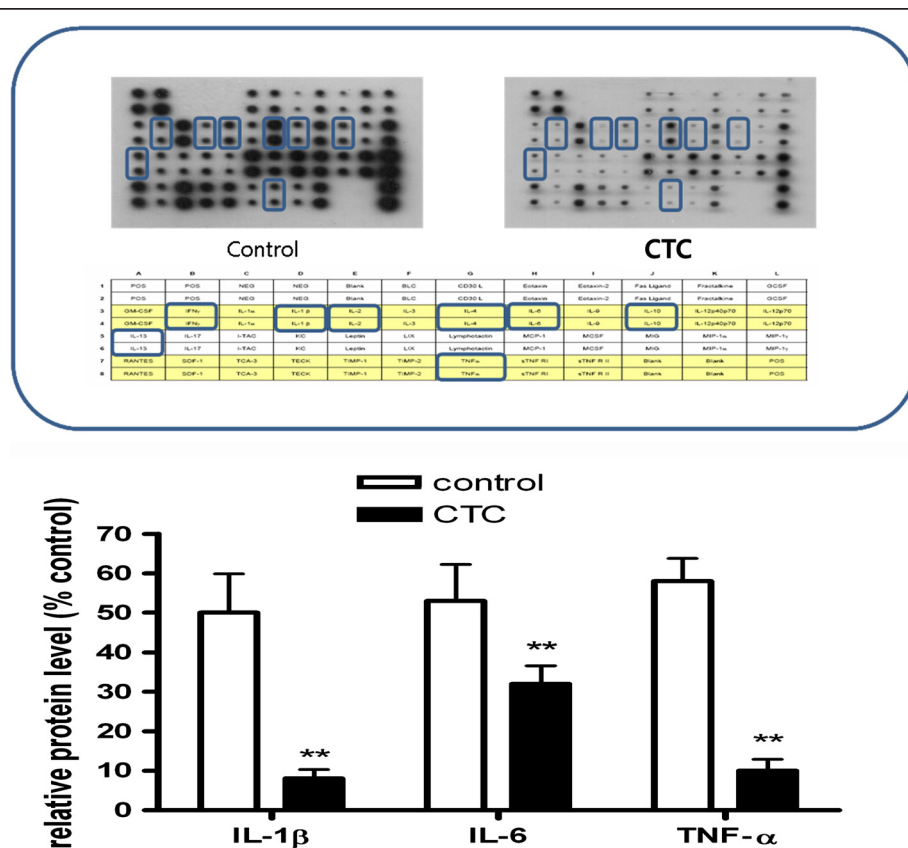 Control CTC
A B C D E F G H I J K L
1 POS POS NEG NEG Blank BLC CD30 L Eotaxin Eotaxin-2 Fas Ligand Fractalkine GCSF
2 POS POS NEG NEG Blank BLC CD30 L Eotaxin Eotaxin-2 Fas Ligand Fractalkine GCSF
3 GM-CSF IFNγ IL-1α IL-1 β IL-2 IL-3 IL-4 IL-6 IL-9 IL-10 IL-12p40p70 IL-12p70
4 GM-CSF IFNγ IL-1α IL-1 β IL-2 IL-3 IL-4 IL-6 IL-9 IL-10 IL-12p40p70 IL-12p70
5 IL-13 IL-17 I-TAC KC Leptin LIX Lymphotactin MCP-1 MCSF MIG MIP-1α MIP-1γ
6 IL-13 IL-17 I-TAC KC Leptin LIX Lymphotactin MCP-1 MCSF MIG MIP-1α MIP-1γ
7 RANTES SDF-1 TCA-3 TECK TIMP-1 TIMP-2 TNFα sTNF RI sTNF R II Blank Blank POS
8 RANTES SDF-1 TCA-3 TECK TIMP-1 TIMP-2 TNFα sTNF RI sTNF R II Blank Blank POS
control
CTC
relative protein level (% control)
70
60
50
40
30
20
10
0
**
**
**
IL-1β IL-6 TNF-α